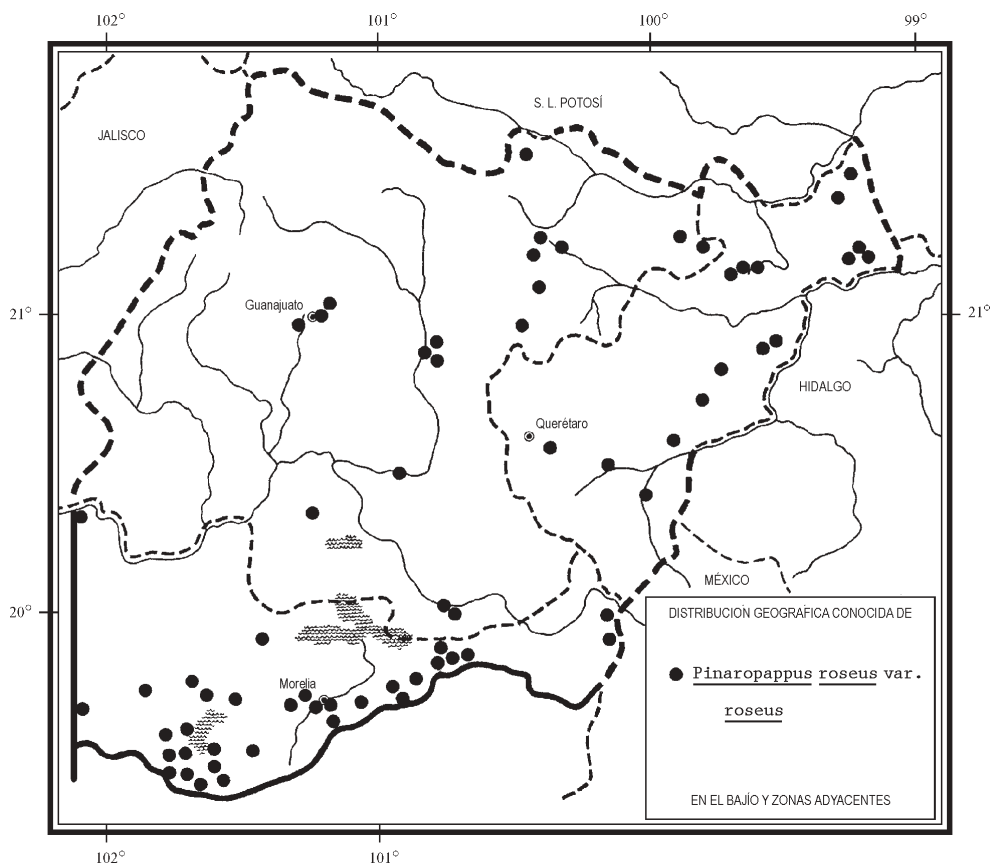 102° 101° 100° 99°
S. L. POTOSÍ
JALISCO
Guanajuato
21° 21°
HIDALGO
Querétaro
MÉXICO
20°
DISTRIBUCION GEOGRAFICA CONOCIDA DE
Pinaropappus roseus var.
roseus
Morelia
EN EL BAJÍO Y ZONAS ADYACENTES
102° 101°